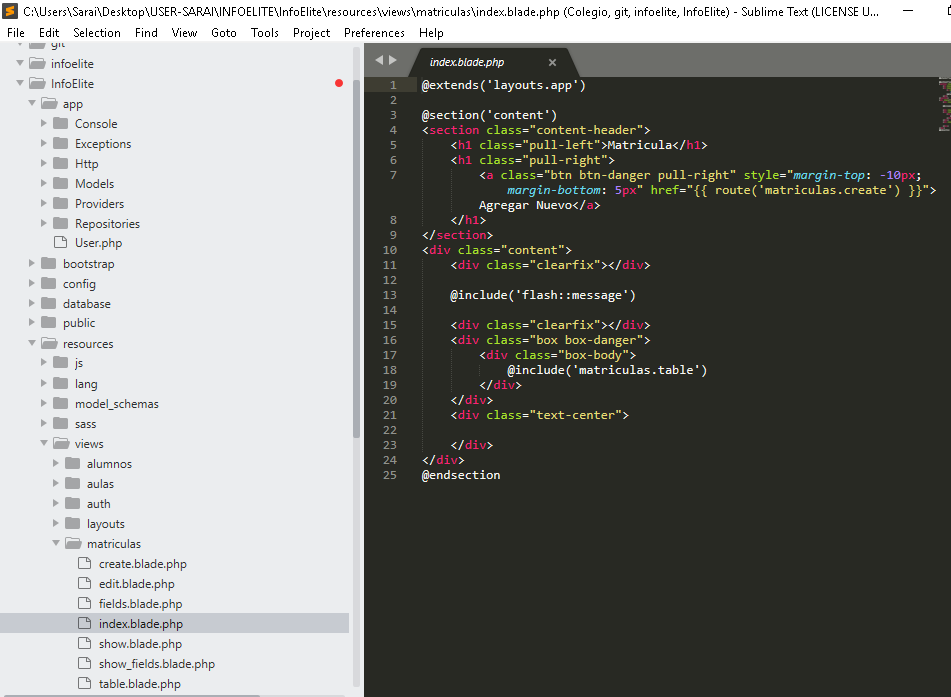 C:\Users\Sarai\Desktop\USER-SARAI\INFOELITE\InfoElite\resources\views\matriculas\index.blade.php (Colegio, git, infoelite, InfoElite) - Sublime Text (LICENSE U...
File Edit Selection Find View Goto Tools Project Preferences Help
git
infoelite
InfoElite
app
Console
Exceptions
Http
Models
Providers
Repositories
User.php
bootstrap
config
database
public
resources
js
lang
model_schemas
sass
views
alumnos
aulas
auth
layouts
matriculas
create.blade.php
edit.blade.php
fields.blade.php
index.blade.php
show.blade.php
show_fields.blade.php
table.blade.php
index.blade.php
1 @extends('layouts.app')
2
3 @section('content')
4 <section class="content-header">
5 <h1 class="pull-left">Matricula</h1>
6 <h1 class="pull-right">
7 <a class="btn btn-danger pull-right" style="margin-top: -10px;
margin-bottom: 5px" href="{{ route('matriculas.create') }}">
Agregar Nuevo</a>
8 </h1>
9 </section>
10 <div class="content">
11 <div class="clearfix"></div>
12
13 @include('flash::message')
14
15 <div class="clearfix"></div>
16 <div class="box box-danger">
17 <div class="box-body">
18 @include('matriculas.table')
19 </div>
20 </div>
21 <div class="text-center">
22
23 </div>
24 </div>
25 @endsection